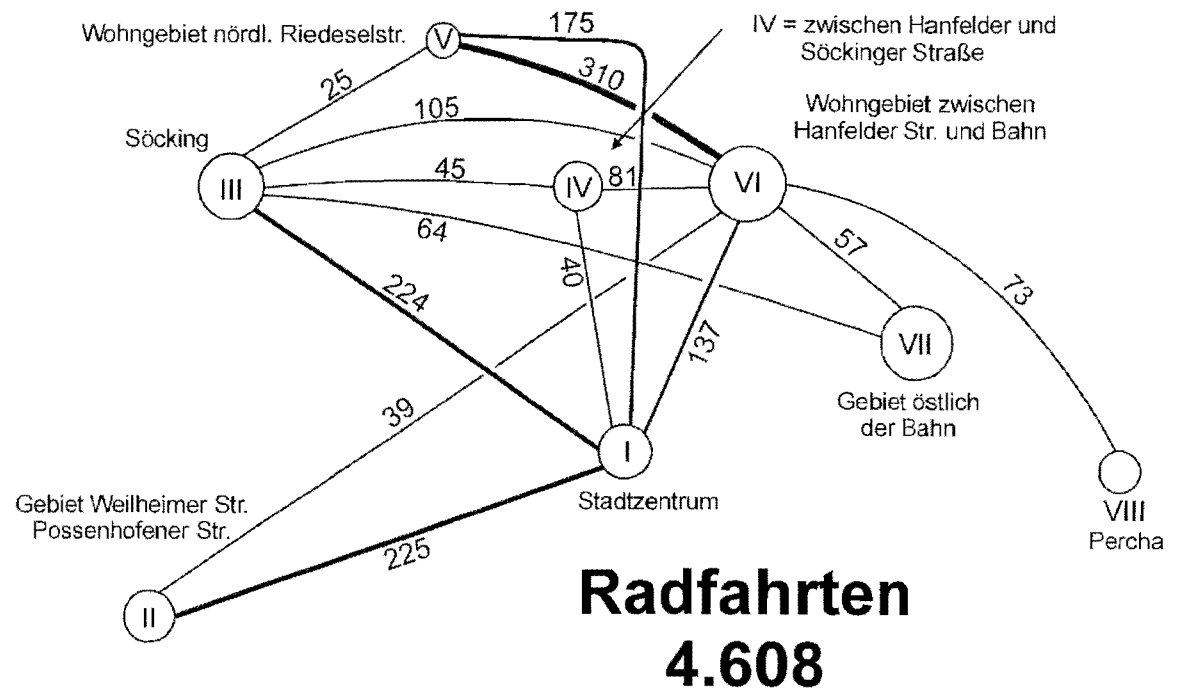 175
IV = zwischen Hanfelder und
Söckinger Straße
Wohngebiet nördl. Riedeselstr.
V
310
25
105
Wohngebiet zwischen
Hanfelder Str. und Bahn
Söcking
III
45
IV
81
VI
64
40
57
73
224
137
VII
39
Gebiet östlich
der Bahn
I
Stadtzentrum
Gebiet Weilheimer Str.
Possenhofener Str.
225
VIII
Percha
II
Radfahrten
4.608